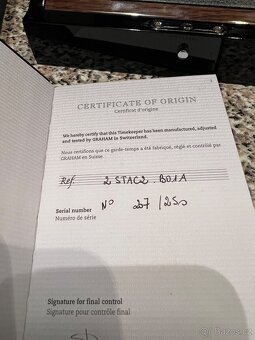 CERTIFICATE OF ORIGIN
Certificat d'origine
We hereby certify that this Timekeeper has been manufactured, adjusted
and tested by GRAHAM in Switzerland.
Nous certifions que ce garde-temps a été fabriqué, réglé et contrôlé par
GRAHAM en Suisse
Ref. 2 STAC2. B01A
Serial number
Numéro de série
N° 27/250
Signature for final control
Signature pour contrôle final